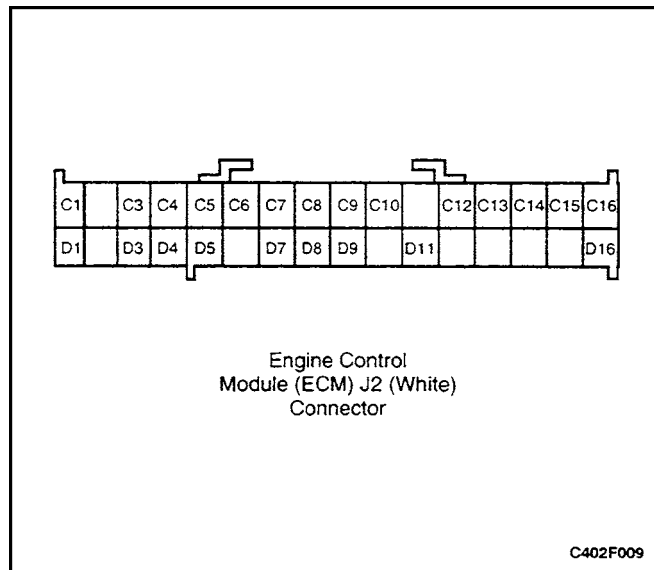 C1 C3 C4 C5 C6 C7 C8 C9 C10 C12 C13 C14 C15 C16
D1 D3 D4 D5 D7 D8 D9 D11 D16
Engine Control
Module (ECM) J2 (White)
Connector
C402F009